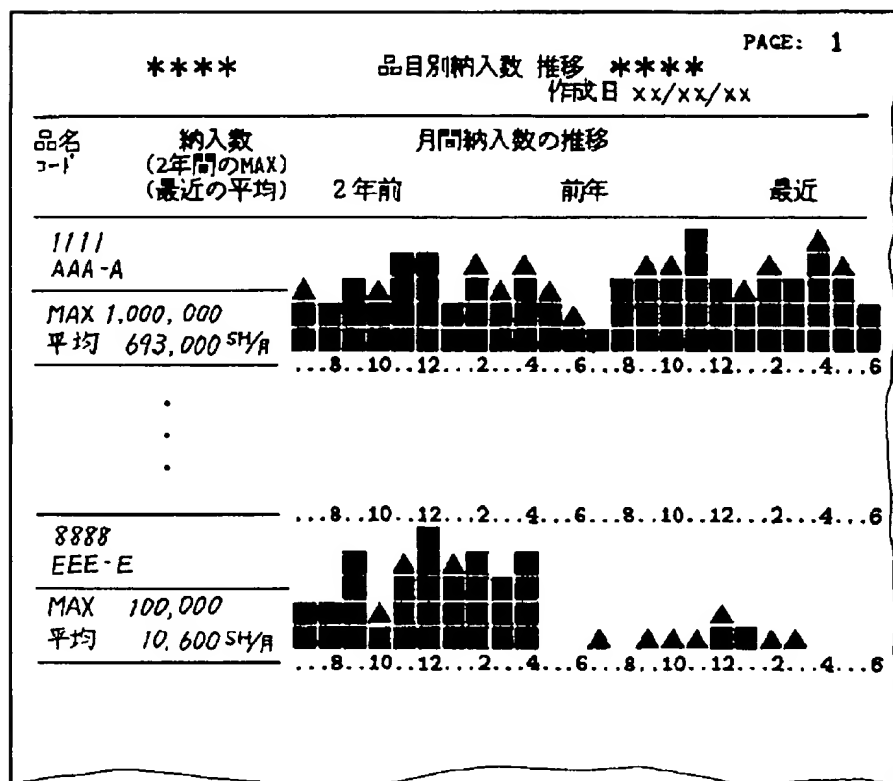 PAGE: 1
**** 品目別納入数 推移 ****
作成日 xx/xx/xx
品名 納入数 月間納入数の推移
コード (2年間のMAX)
(最近の平均) 2年前 前年 最近
1111
AAA-A
MAX 1,000,000
平均 693,000 SH/月
...8..10..12...2...4...6...8..10..12...2...4...6
...8..10..12...2...4...6...8..10..12...2...4...6
8888
EEE-E
MAX 100,000
平均 10,600 SH/月
...8..10..12...2...4...6...8..10..12...2...4...6